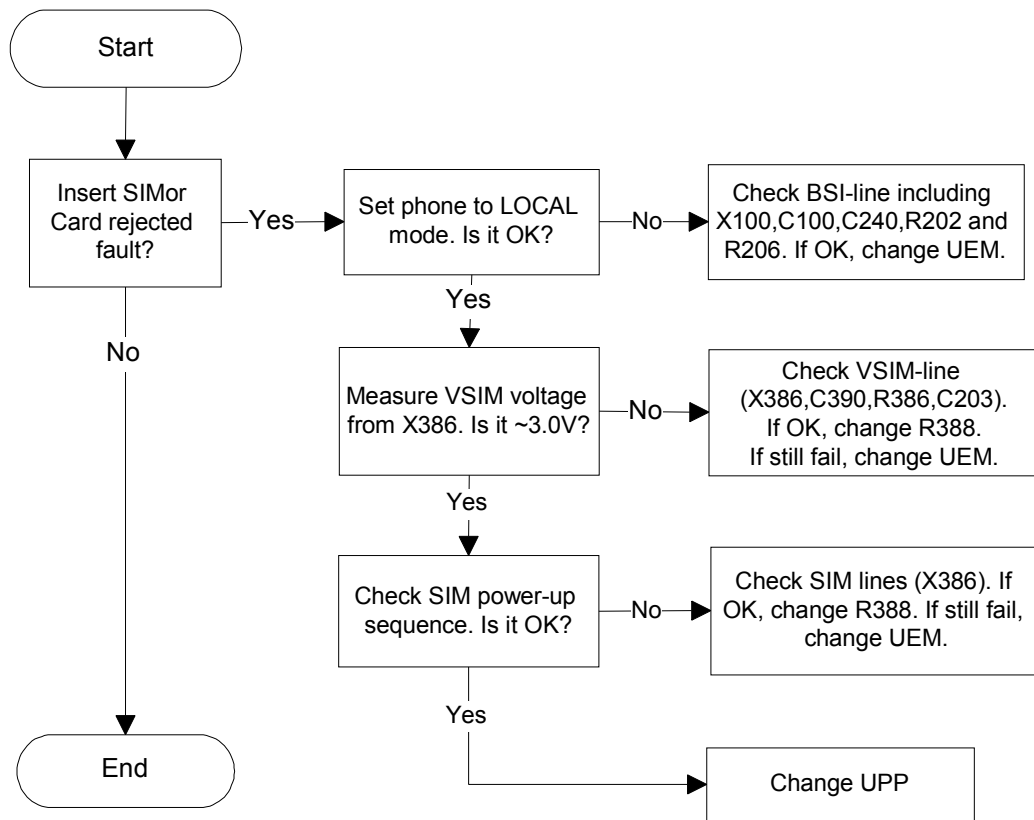 Start
Insert SIMor
Card rejected
fault?
Yes
Set phone to LOCAL
mode. Is it OK?
No
Check BSI-line including
X100,C100,C240,R202 and
R206. If OK, change UEM.
Yes
No
Measure VSIM voltage
from X386. Is it ~3.0V?
No
Check VSIM-line
(X386,C390,R386,C203).
If OK, change R388.
If still fail, change UEM.
Yes
Check SIM power-up
sequence. Is it OK?
No
Check SIM lines (X386). If
OK, change R388. If still fail,
change UEM.
Yes
End
Change UPP